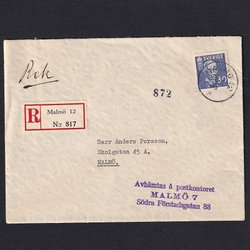 Rek
SVERIGE
872
R
Malmö 12
Nr 817
Herr Anders Persson,
Skolgatan 45 A,
MALMÖ.
Avhämtas å postkontoret
MALMÖ 7
Södra Förstadsgatan 88